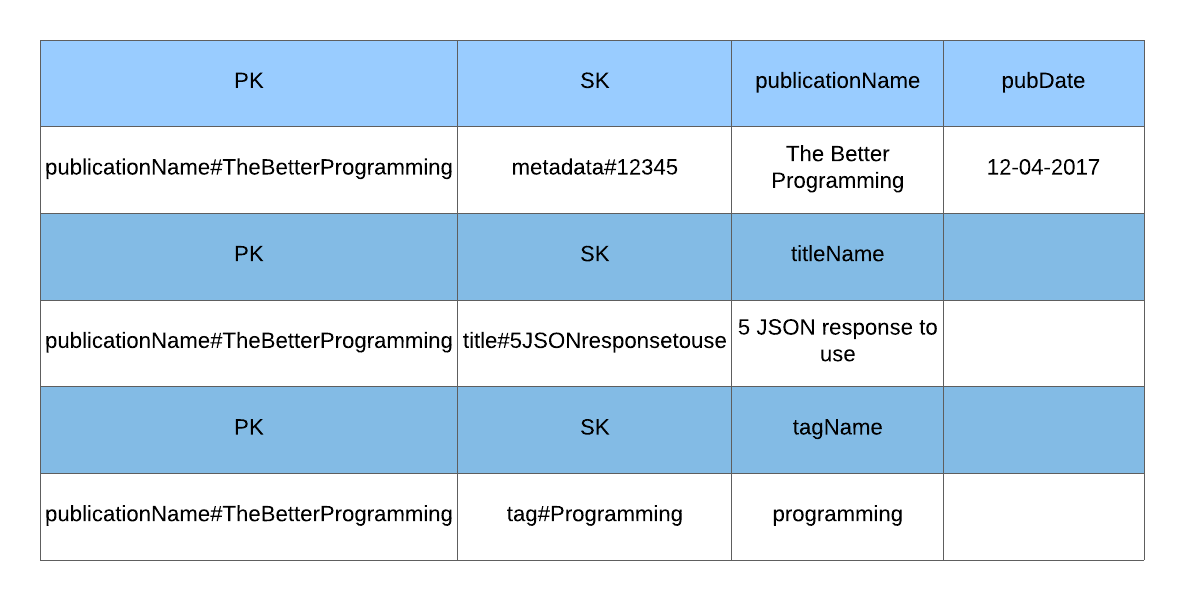 PK SK publicationName pubDate
publicationName#TheBetterProgramming metadata#12345 The Better
Programming 12-04-2017
PK SK titleName
publicationName#TheBetterProgramming title#5JSONresponsetouse 5 JSON response to
use
PK SK tagName
publicationName#TheBetterProgramming tag#Programming programming